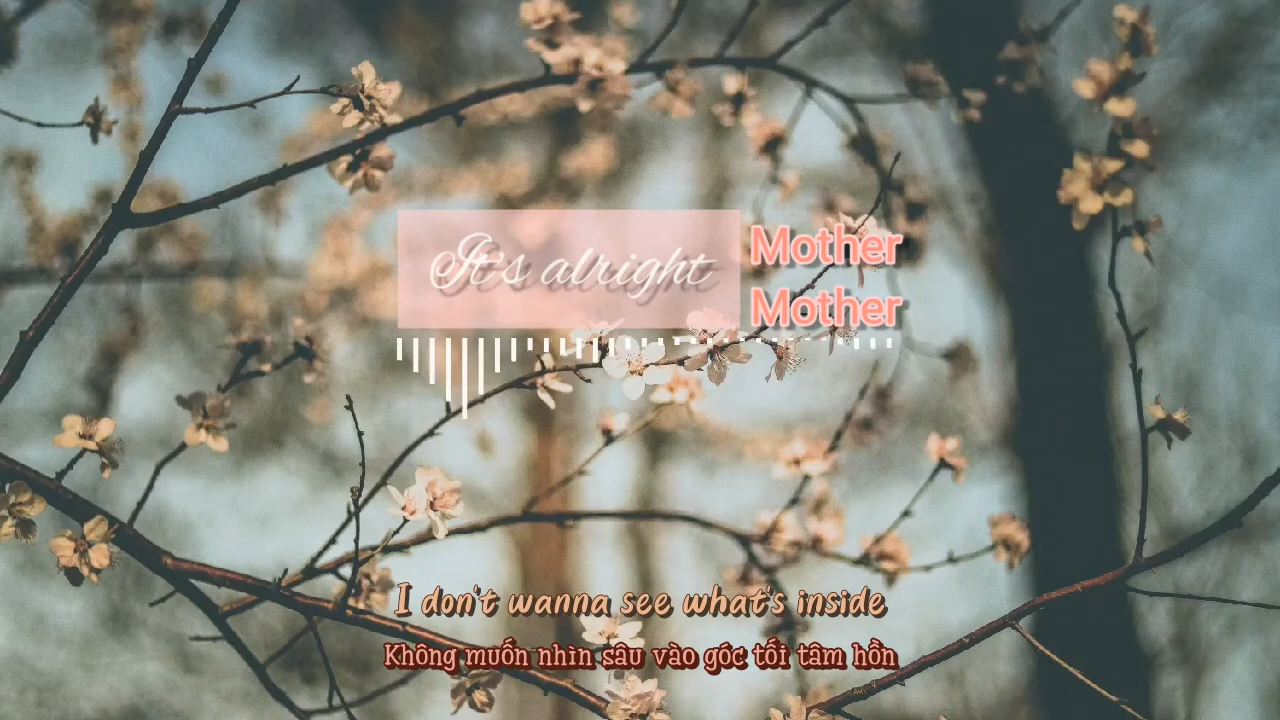 It's alright
Mother
Mother
I don't wanna see what's inside
Không muốn nhìn sâu vào góc tối tâm hồn